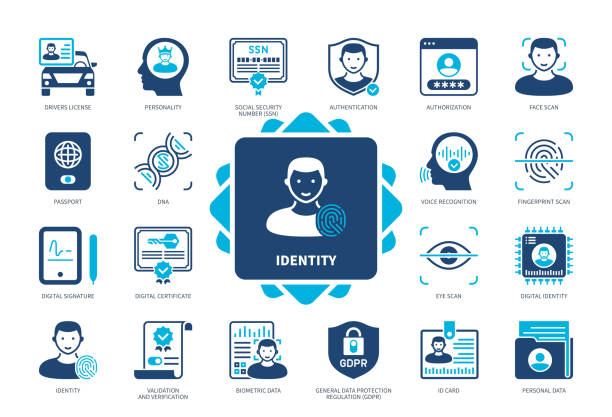 SSN
DRIVERS LICENSE
PERSONALITY
SOCIAL SECURITY
NUMBER (SSN)
AUTHENTICATION
****
AUTHORIZATION
FACE SCAN
PASSPORT
DNA
IDENTITY
VOICE RECOGNITION
FINGERPRINT SCAN
DIGITAL SIGNATURE
DIGITAL CERTIFICATE
EYE SCAN
DIGITAL IDENTITY
IDENTITY
VALIDATION
AND VERIFICATION
BIOMETRIC DATA
GDPR
GENERAL DATA PROTECTION
REGULATION (GDPR)
ID CARD
PERSONAL DATA